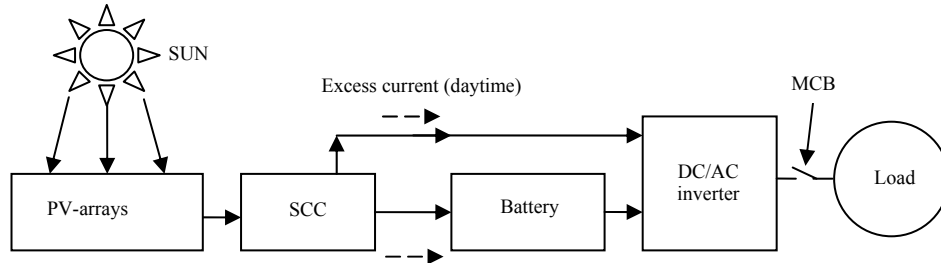 SUN
Excess current (daytime)
MCB
PV-arrays
SCC
Battery
DC/AC
inverter
Load